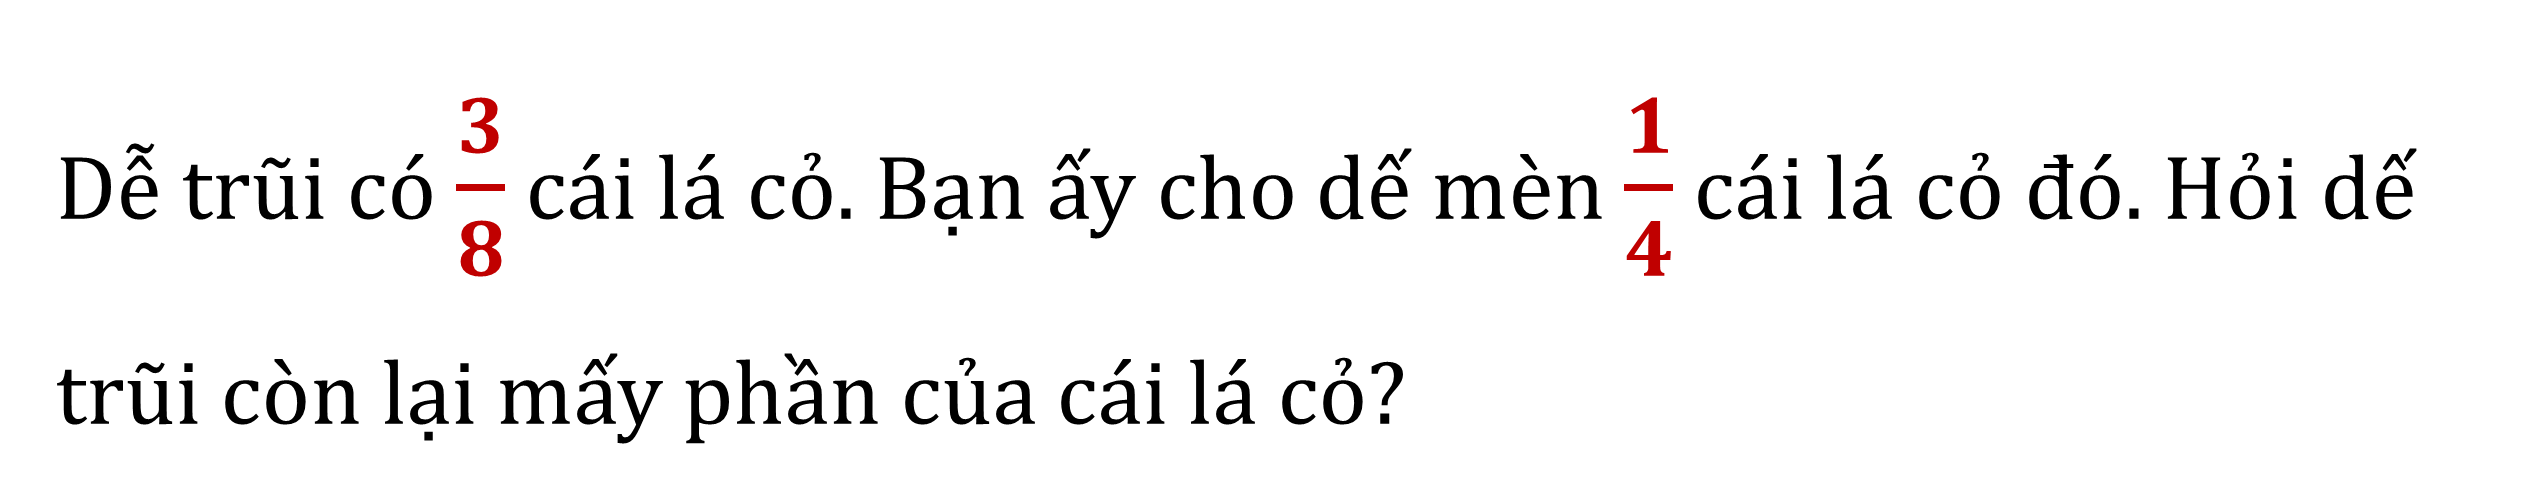 Dễ trũi có 3/8 cái lá cỏ. Bạn ấy cho dế mèn 1/4 cái lá cỏ đó. Hỏi dế
trũi còn lại mấy phần của cái lá cỏ?